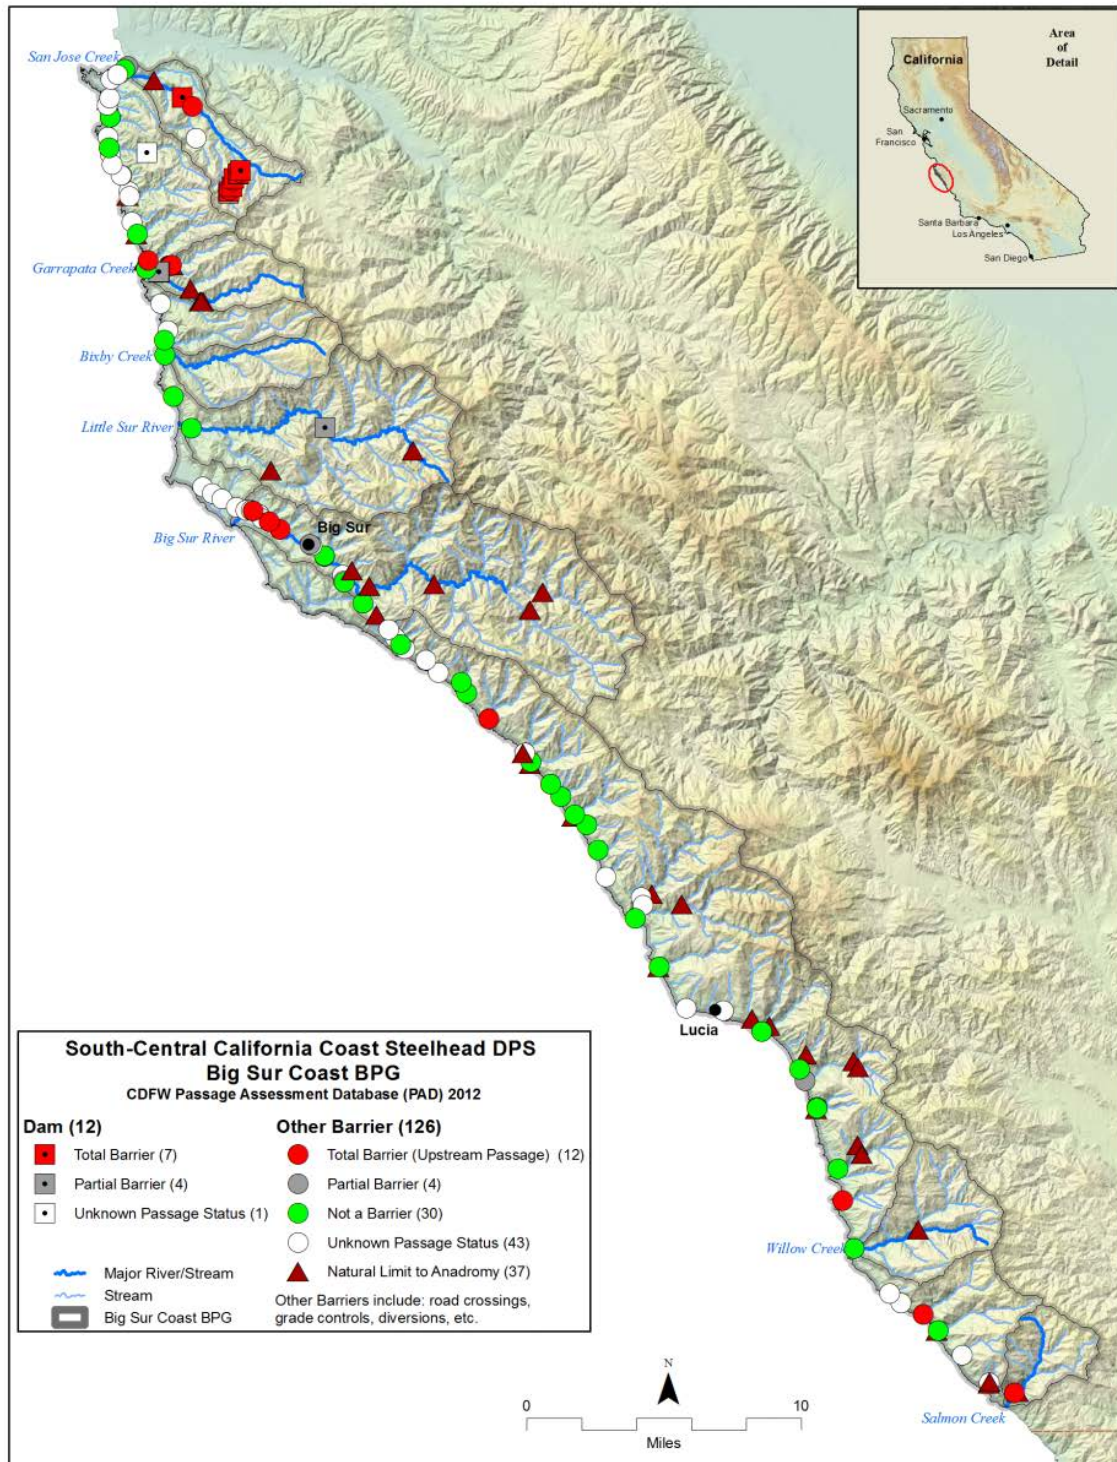 San Jose Creek
Garrapata Creek
Bixby Creek
Little Sur River
Big Sur River
Big Sur
Lucia
Willow Creek
Salmon Creek
Area
of
Detail
California
Sacramento
San
Francisco
Santa Barbara
Los Angeles
San Diego
South-Central California Coast Steelhead DPS
Big Sur Coast BPG
CDFW Passage Assessment Database (PAD) 2012
Dam (12)
Total Barrier (7)
Partial Barrier (4)
Unknown Passage Status (1)
Major River/Stream
Stream
Big Sur Coast BPG
Other Barrier (126)
Total Barrier (Upstream Passage) (12)
Partial Barrier (4)
Not a Barrier (30)
Unknown Passage Status (43)
Natural Limit to Anadromy (37)
Other Barriers include: road crossings,
grade controls, diversions, etc.
N
0 10
Miles